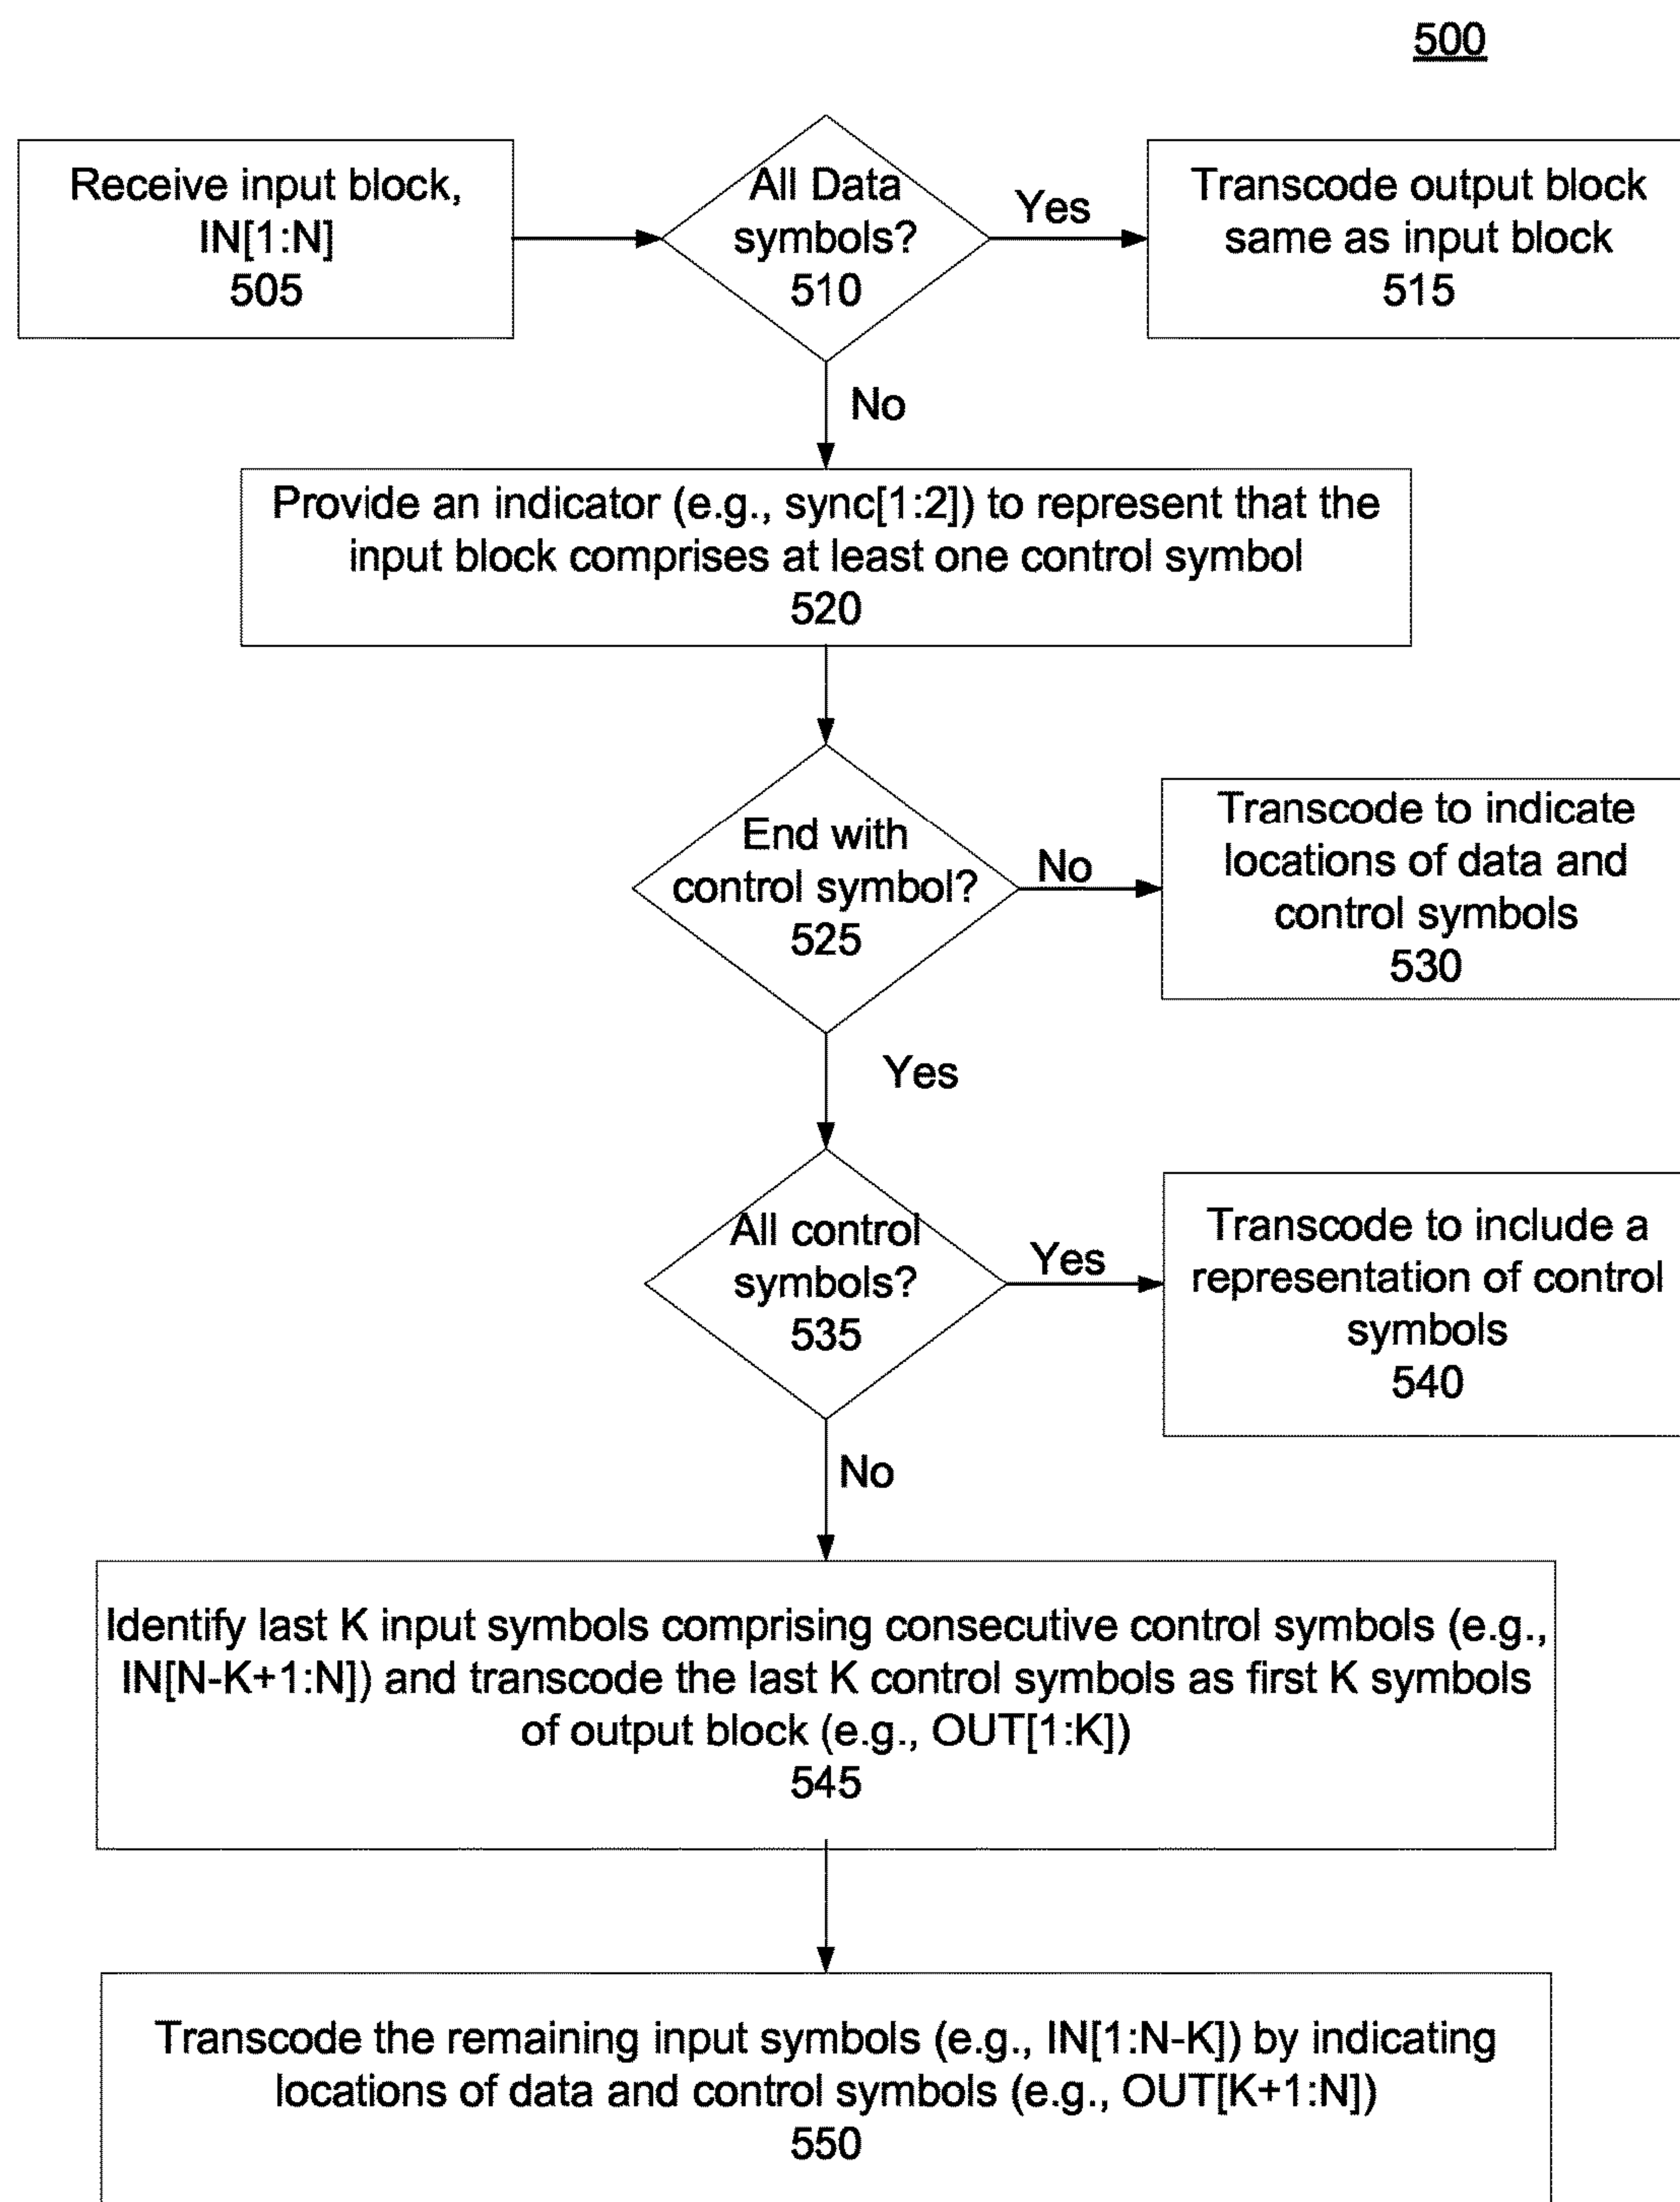 500
Receive input block,
IN[1:N]
505
All Data
symbols?
510
Yes
Transcode output block
same as input block
515
No
Provide an indicator (e.g., sync[1:2]) to represent that the
input block comprises at least one control symbol
520
End with
control symbol?
525
No
Transcode to indicate
locations of data and
control symbols
530
Yes
All control
symbols?
535
Yes
Transcode to include a
representation of control
symbols
540
No
Identify last K input symbols comprising consecutive control symbols (e.g.,
IN[N-K+1:N]) and transcode the last K control symbols as first K symbols
of output block (e.g., OUT[1:K])
545
Transcode the remaining input symbols (e.g., IN[1:N-K]) by indicating
locations of data and control symbols (e.g., OUT[K+1:N])
550